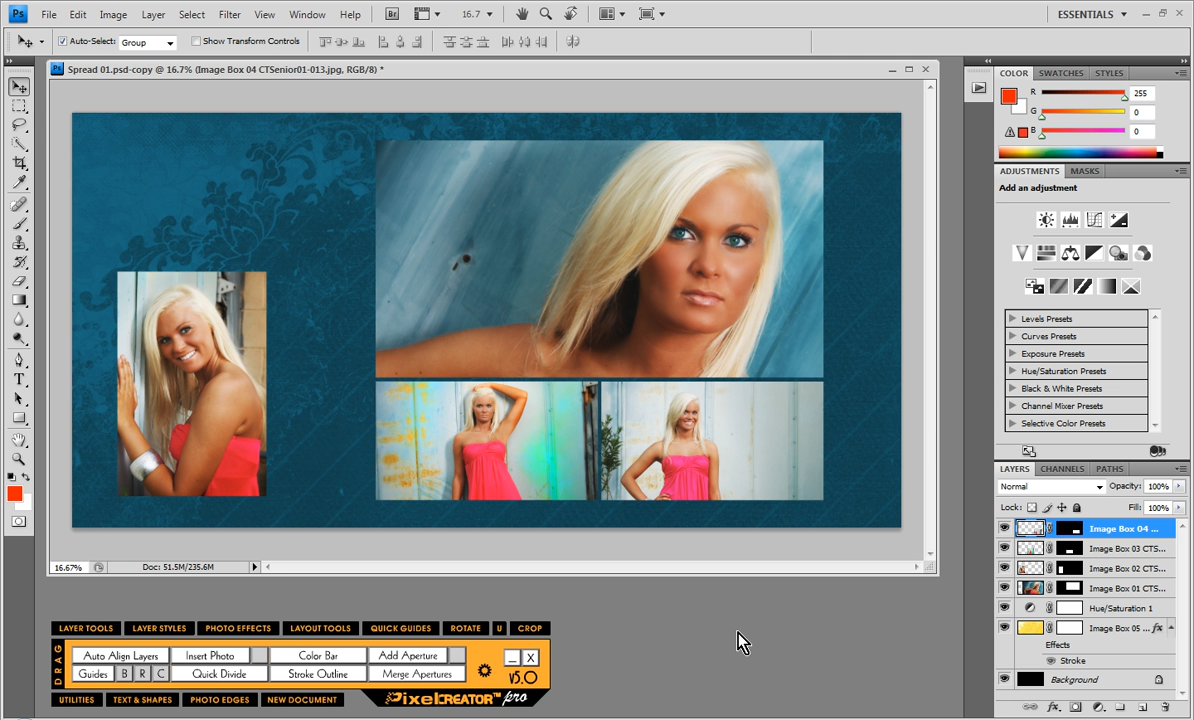 Ps File Edit Image Layer Select Filter View Window Help Br 16.7 ESSENTIALS
Auto-Select: Group Show Transform Controls
Spread 01.psd-copy @ 16.7% (Image Box 04 CTSenior01-013.jpg, RGB/8) *
COLOR SWATCHES STYLES
R 255
G 0
B 0
ADJUSTMENTS MASKS
Add an adjustment
Levels Presets
Curves Presets
Exposure Presets
Hue/Saturation Presets
Black & White Presets
Channel Mixer Presets
Selective Color Presets
LAYERS CHANNELS PATHS
Normal Opacity: 100%
Lock: Fill: 100%
Image Box 04 ...
Image Box 03 CTS...
Image Box 02 CTS...
Image Box 01 CTS...
Hue/Saturation 1
Image Box 05 ... fx
Effects
Stroke
Background
fx.
16.67% Doc: 51.5M/235.6M
LAYER TOOLS LAYER STYLES PHOTO EFFECTS LAYOUT TOOLS QUICK GUIDES ROTATE U CROP
DRAG
Auto Align Layers Insert Photo Color Bar Add Aperture _ X
Guides B R C Quick Divide Stroke Outline Merge Apertures v5.0
UTILITIES TEXT & SHAPES PHOTO EDGES NEW DOCUMENT PixelCREATOR™ pro